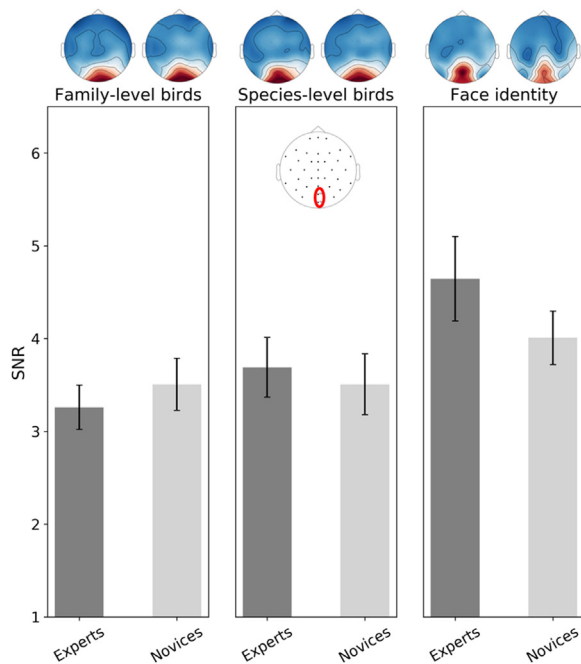 Family-level birds
Species-level birds
Face identity
SNR
6
5
4
3
2
1
Experts
Novices
Experts
Novices
Experts
Novices